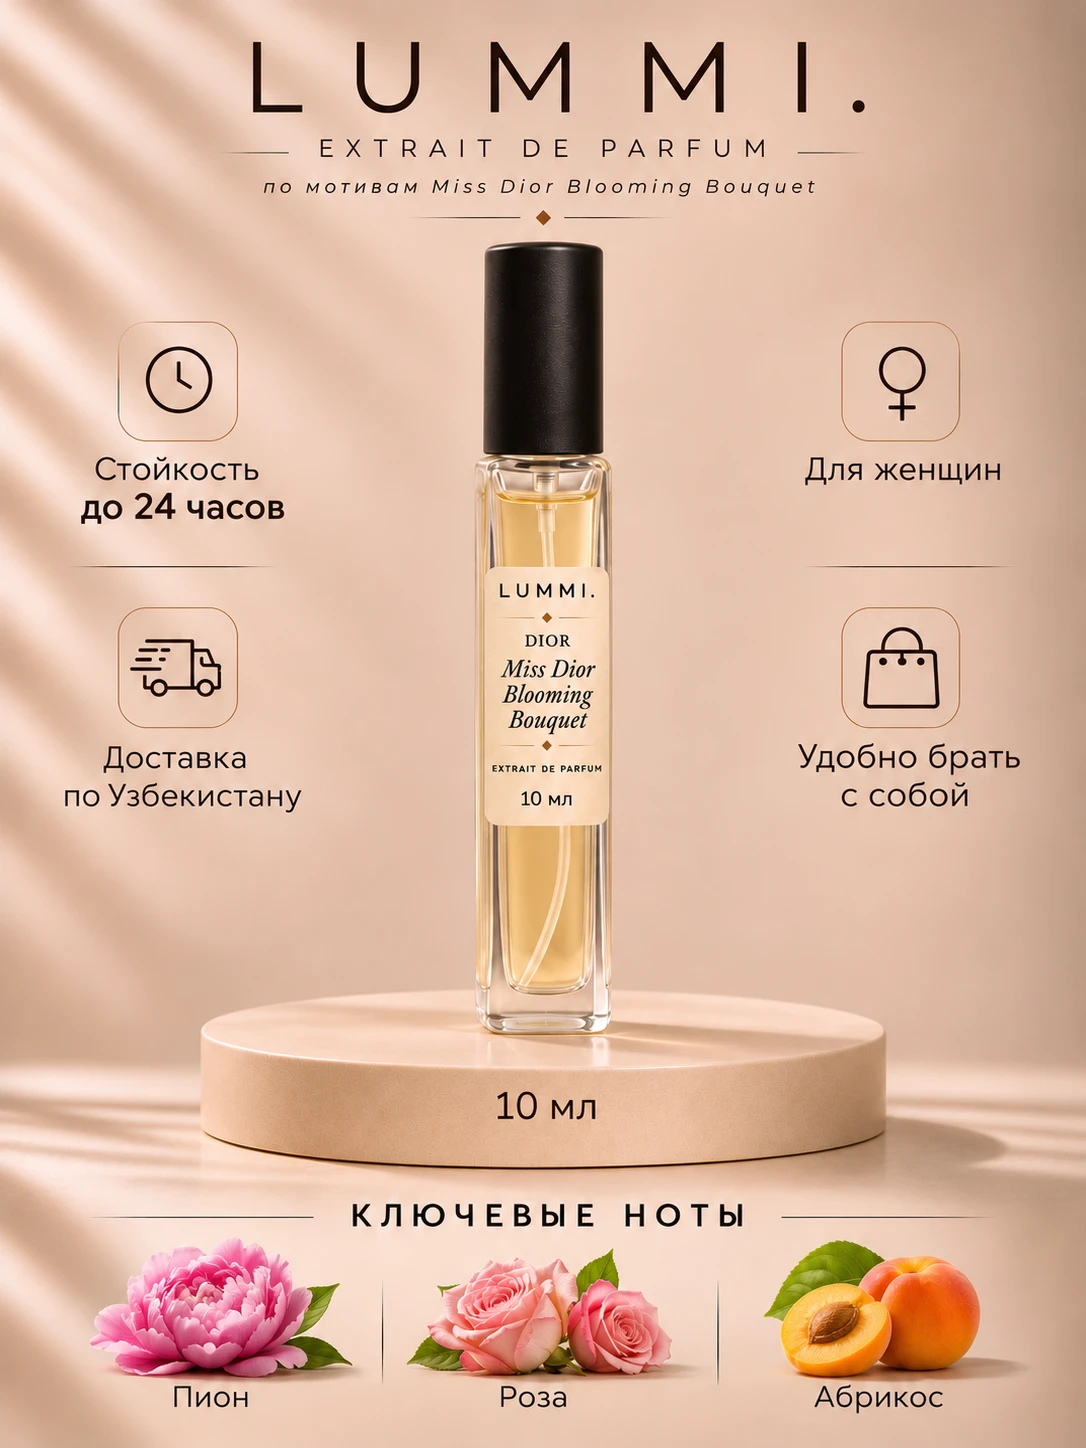 LUMMI.
EXTRAIT DE PARFUM
по мотивам Miss Dior Blooming Bouquet
Стойкость
до 24 часов
Для женщин
Доставка
по Узбекистану
Удобно брать
с собой
LUMMI.
DIOR
Miss Dior
Blooming
Bouquet
EXTRAIT DE PARFUM
10 мл
10 мл
КЛЮЧЕВЫЕ НОТЫ
Пион
Роза
Абрикос